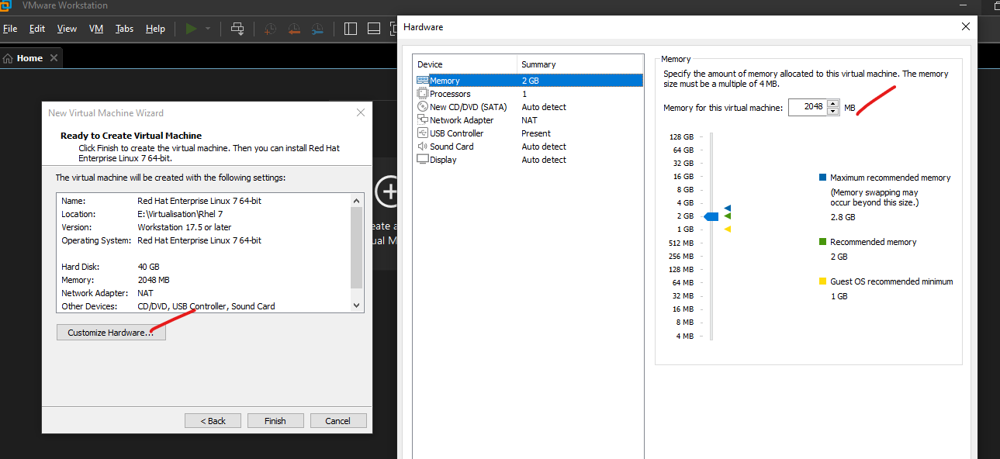 VMware Workstation
File Edit View VM Tabs Help
Home
New Virtual Machine Wizard
Ready to Create Virtual Machine
Click Finish to create the virtual machine. Then you can install Red Hat
Enterprise Linux 7 64-bit.
The virtual machine will be created with the following settings:
Name: Red Hat Enterprise Linux 7 64-bit
Location: E:\Virtualisation\Rhel 7
Version: Workstation 17.5 or later
Operating System: Red Hat Enterprise Linux 7 64-bit
Hard Disk: 40 GB
Memory: 2048 MB
Network Adapter: NAT
Other Devices: CD/DVD, USB Controller, Sound Card
Customize Hardware...
< Back Finish Cancel
Hardware
Device Summary
Memory 2 GB
Processors 1
New CD/DVD (SATA) Auto detect
Network Adapter NAT
USB Controller Present
Sound Card Auto detect
Display Auto detect
Memory
Specify the amount of memory allocated to this virtual machine. The memory
size must be a multiple of 4 MB.
Memory for this virtual machine: 2048 MB
128 GB
64 GB
32 GB
16 GB
8 GB
4 GB
2 GB
1 GB
512 MB
256 MB
128 MB
64 MB
32 MB
16 MB
8 MB
4 MB
Maximum recommended memory
(Memory swapping may
occur beyond this size.)
2.8 GB
Recommended memory
2 GB
Guest OS recommended minimum
1 GB